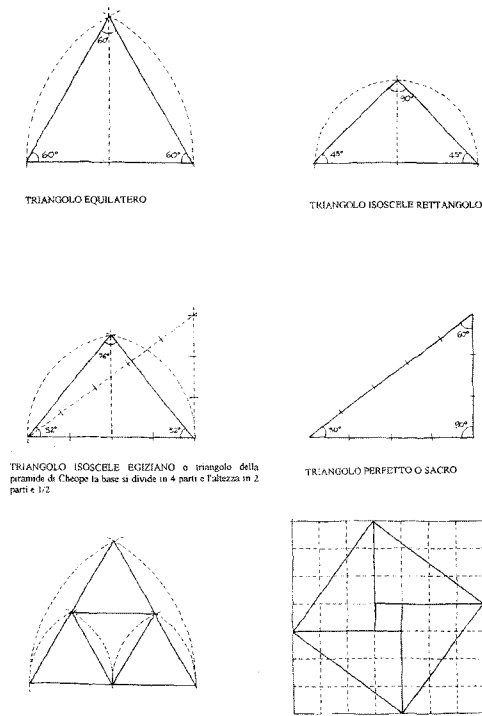 60°
60°
60°
TRIANGOLO EQUILATERO
90°
45°
45°
TRIANGOLO ISOSCELE RETTANGOLO
76°
52°
52°
TRIANGOLO ISOSCELE EGIZIANO o triangolo della
piramide di Cheope la base si divide in 4 parti e l'altezza in 2
parti e 1/2
60°
30°
90°
TRIANGOLO PERFETTO O SACRO